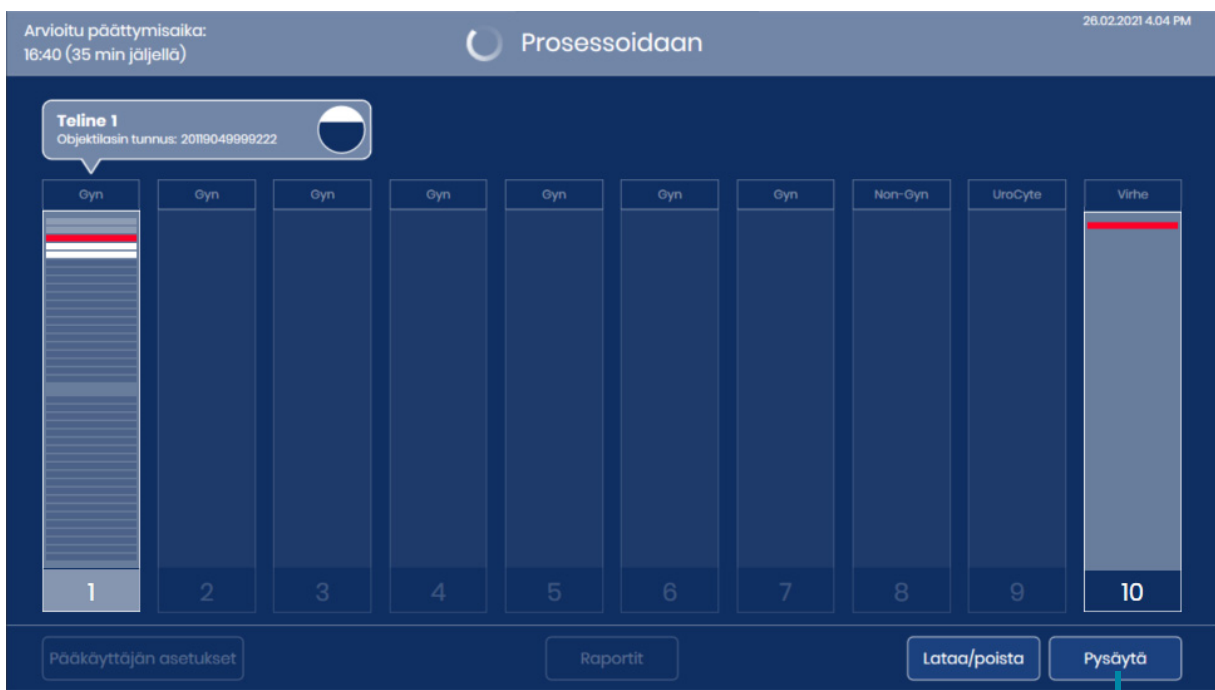 Arvioitu päättymisaika:
16:40 (35 min jäljellä)
Prosessoidaan
26.02.2021 4.04 PM
Teline 1
Objektilasin tunnus: 20119049999222
Gyn Gyn Gyn Gyn Gyn Gyn Gyn Non-Gyn UroCyte Virhe
1 2 3 4 5 6 7 8 9 10
Pääkäyttäjän asetukset Raportit Lataa/poista Pysäytä